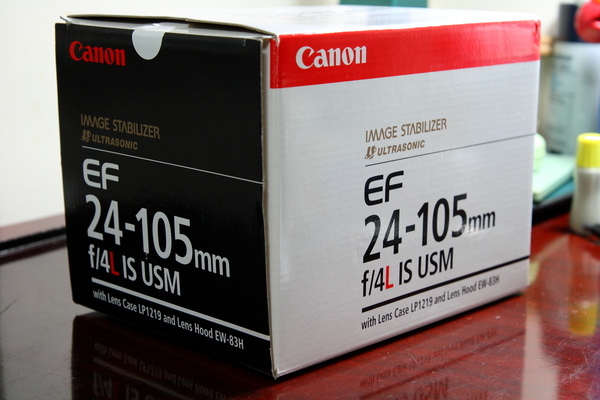 Canon
IMAGE STABILIZER
ULTRASONIC
EF
24-105mm
f/4L IS USM
with Lens Case LP1219 and Lens Hood EW-83H
Canon
IMAGE STABILIZER
ULTRASONIC
EF
24-105mm
f/4L IS USM
with Lens Case LP1219 and Lens Hood EW-83H